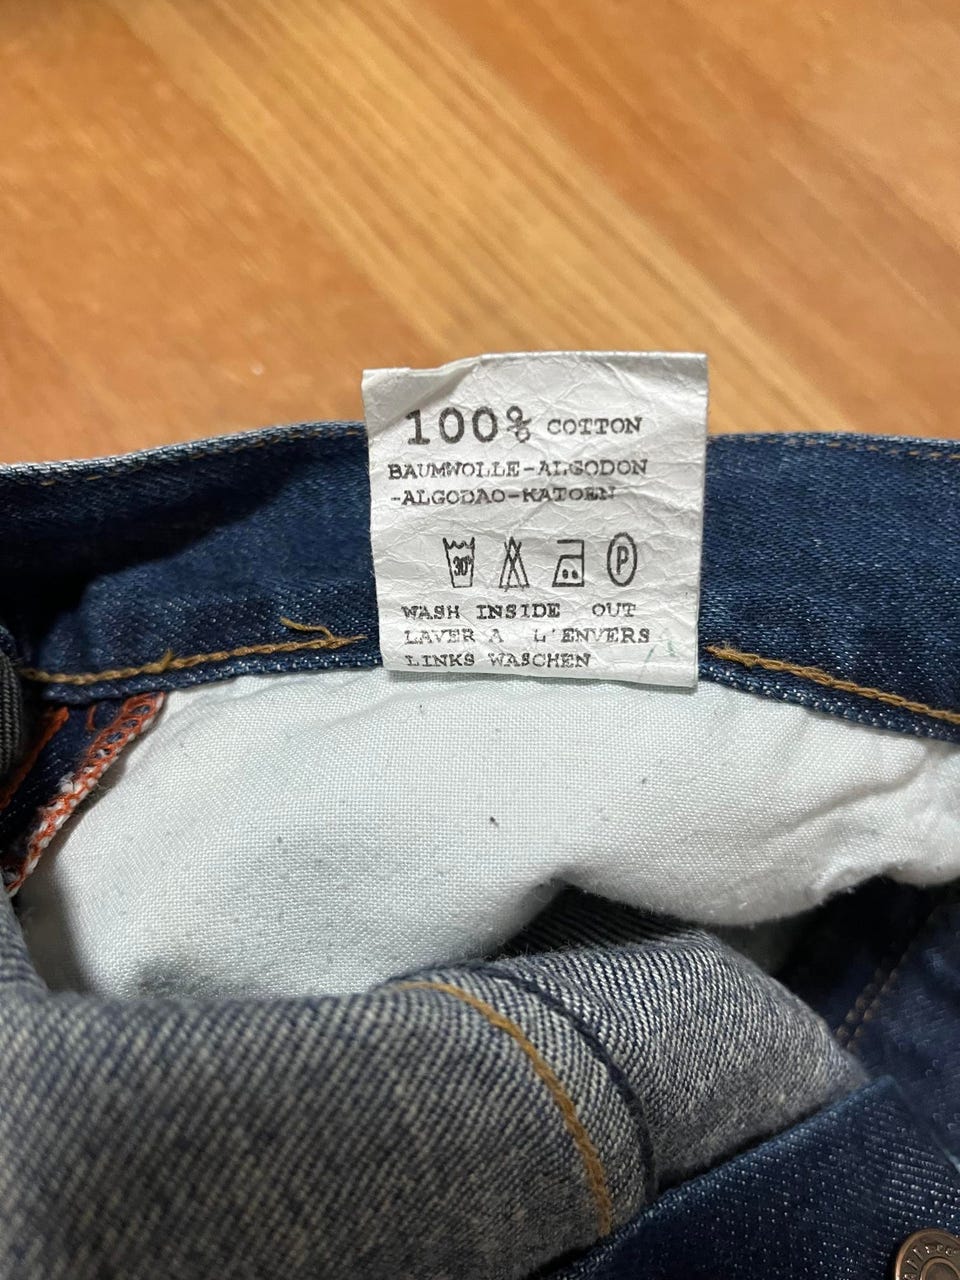 100% COTTON
BAUMWOLLE-ALGODON
-ALGODAO-KATOEN
30°
P
WASH INSIDE OUT
LAVER A L'ENVERS
LINKS WASCHEN